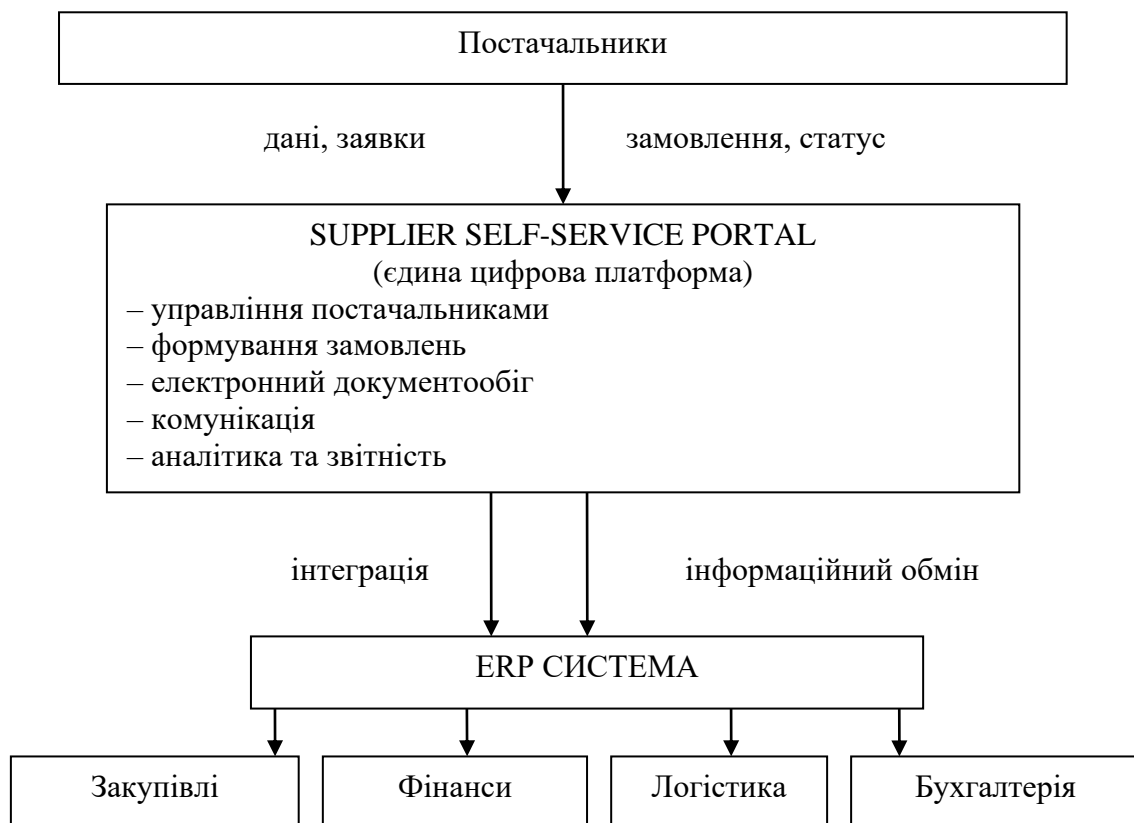 Постачальники
дані, заявки
замовлення, статус
SUPPLIER SELF-SERVICE PORTAL
(єдина цифрова платформа)
– управління постачальниками
– формування замовлень
– електронний документообіг
– комунікація
– аналітика та звітність
інтеграція
інформаційний обмін
ERP СИСТЕМА
Закупівлі
Фінанси
Логістика
Бухгалтерія